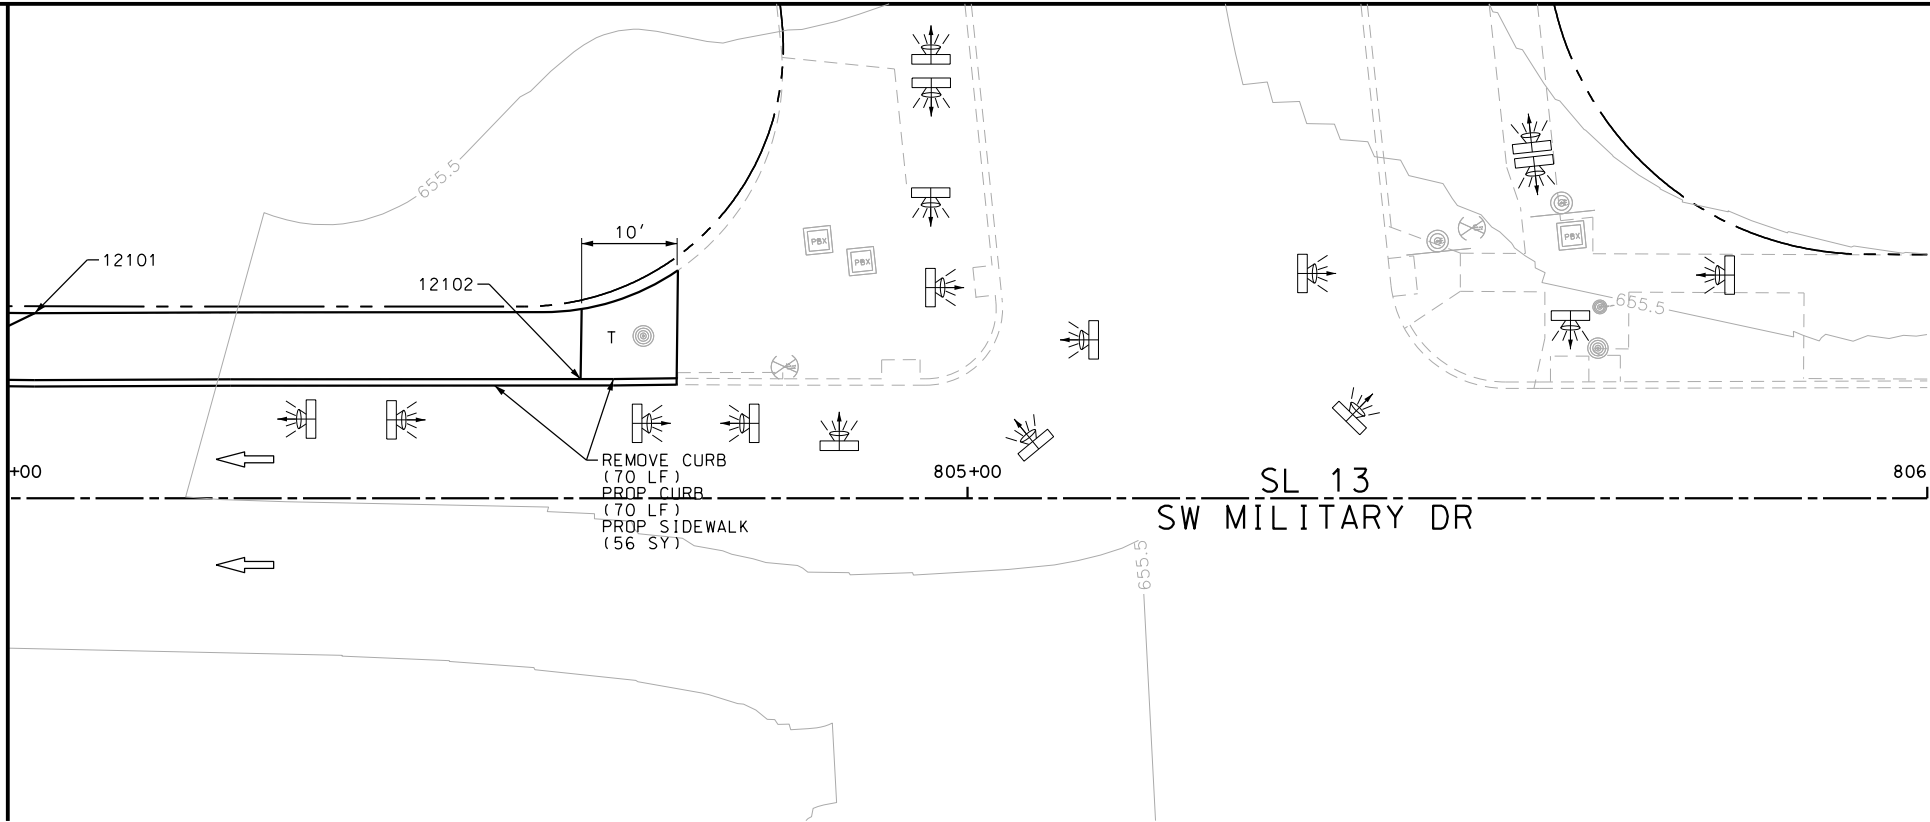 655.5
10'
12101
12102
PBX
PBX
PBX
T
655.5
REMOVE CURB
(70 LF)
PROP CURB
(70 LF)
PROP SIDEWALK
(56 SY)
+00
805+00
SL 13
806
SW MILITARY DR
655.5